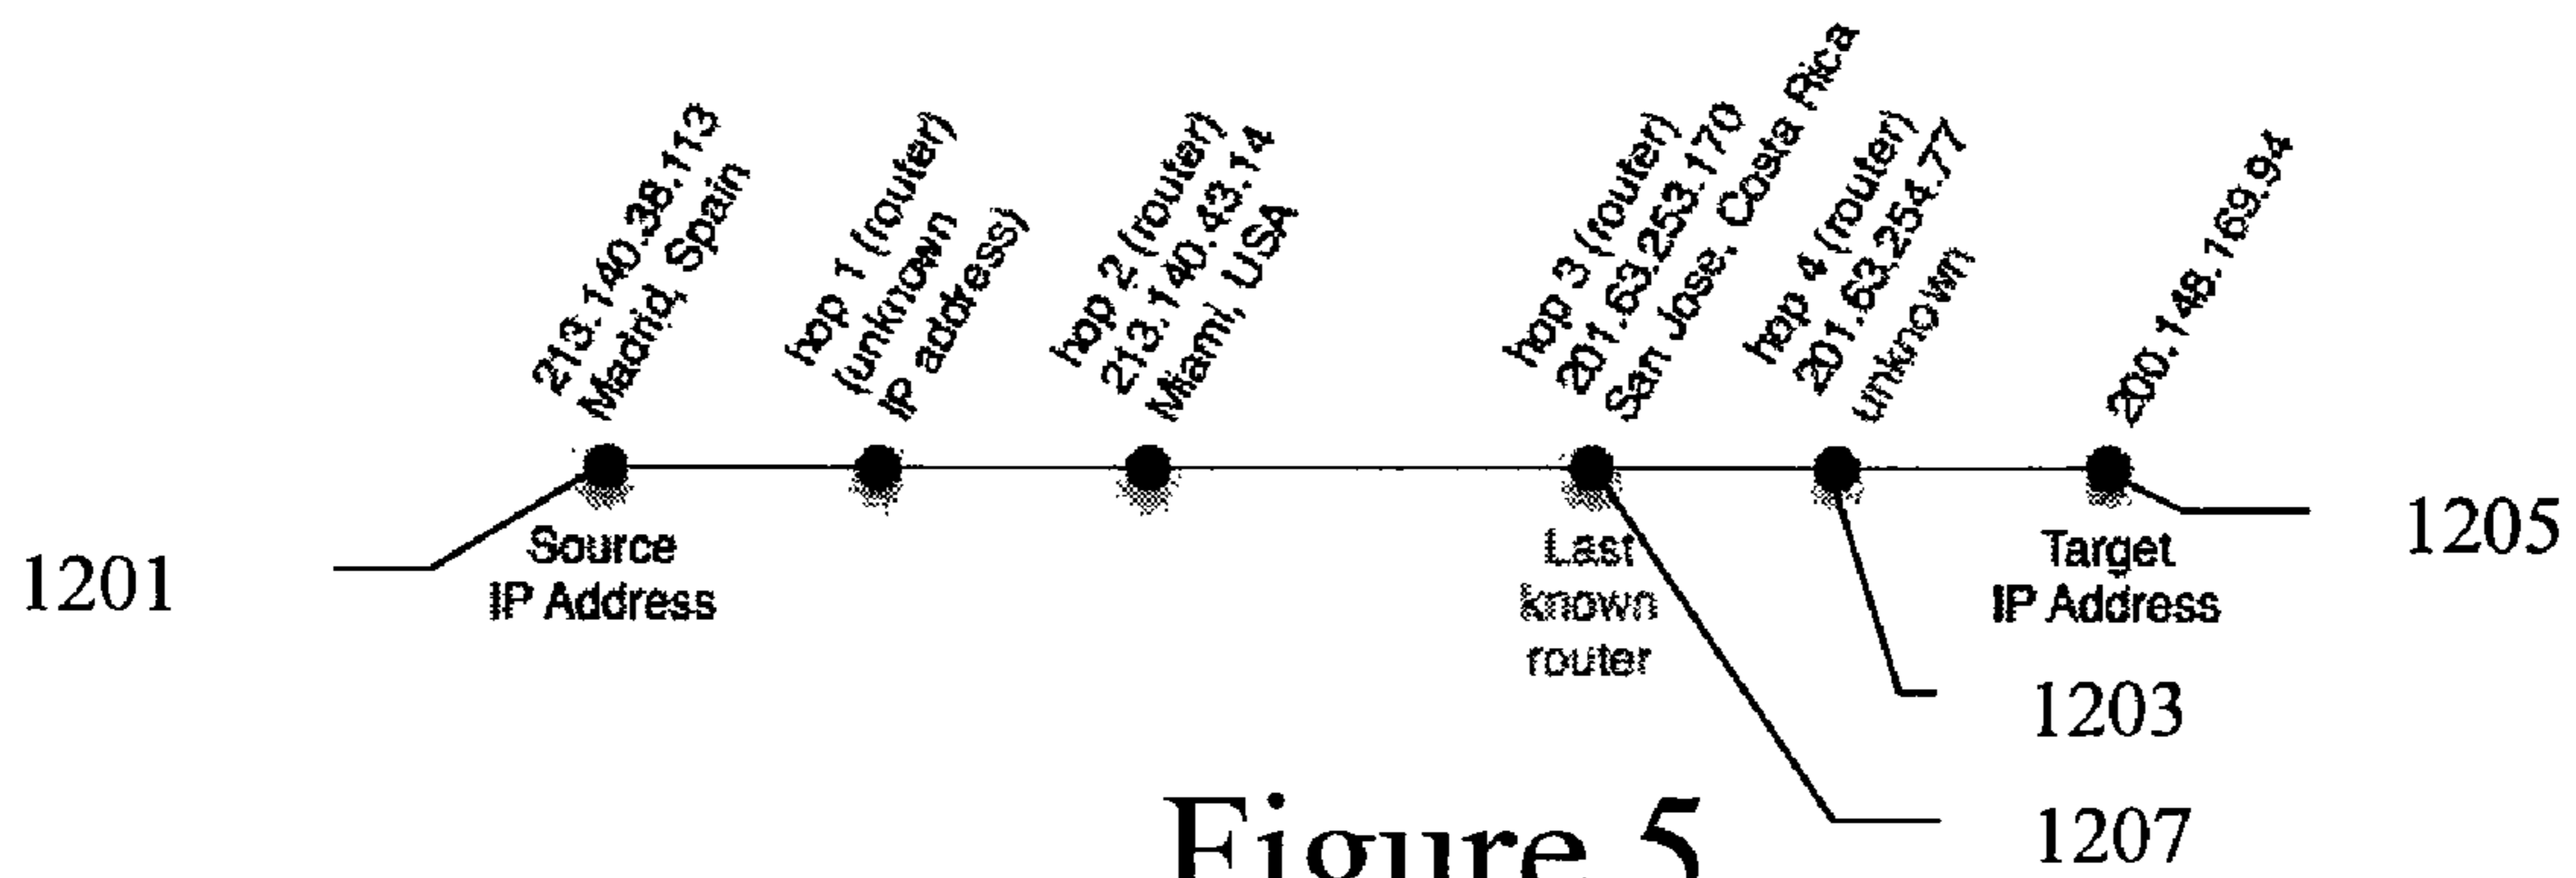 213.140.38.113
Madrid, Spain
hop 1 (router)
(unknown
IP address)
hop 2 (router)
213.140.43.14
Miami, USA
hop 3 (router)
201.63.253.170
San Jose, Costa Rica
hop 4 (router)
201.63.254.77
unknown
200.148.169.94
1201
Source
IP Address
Last
known
router
Target
IP Address
1205
1203
1207
Figure 5